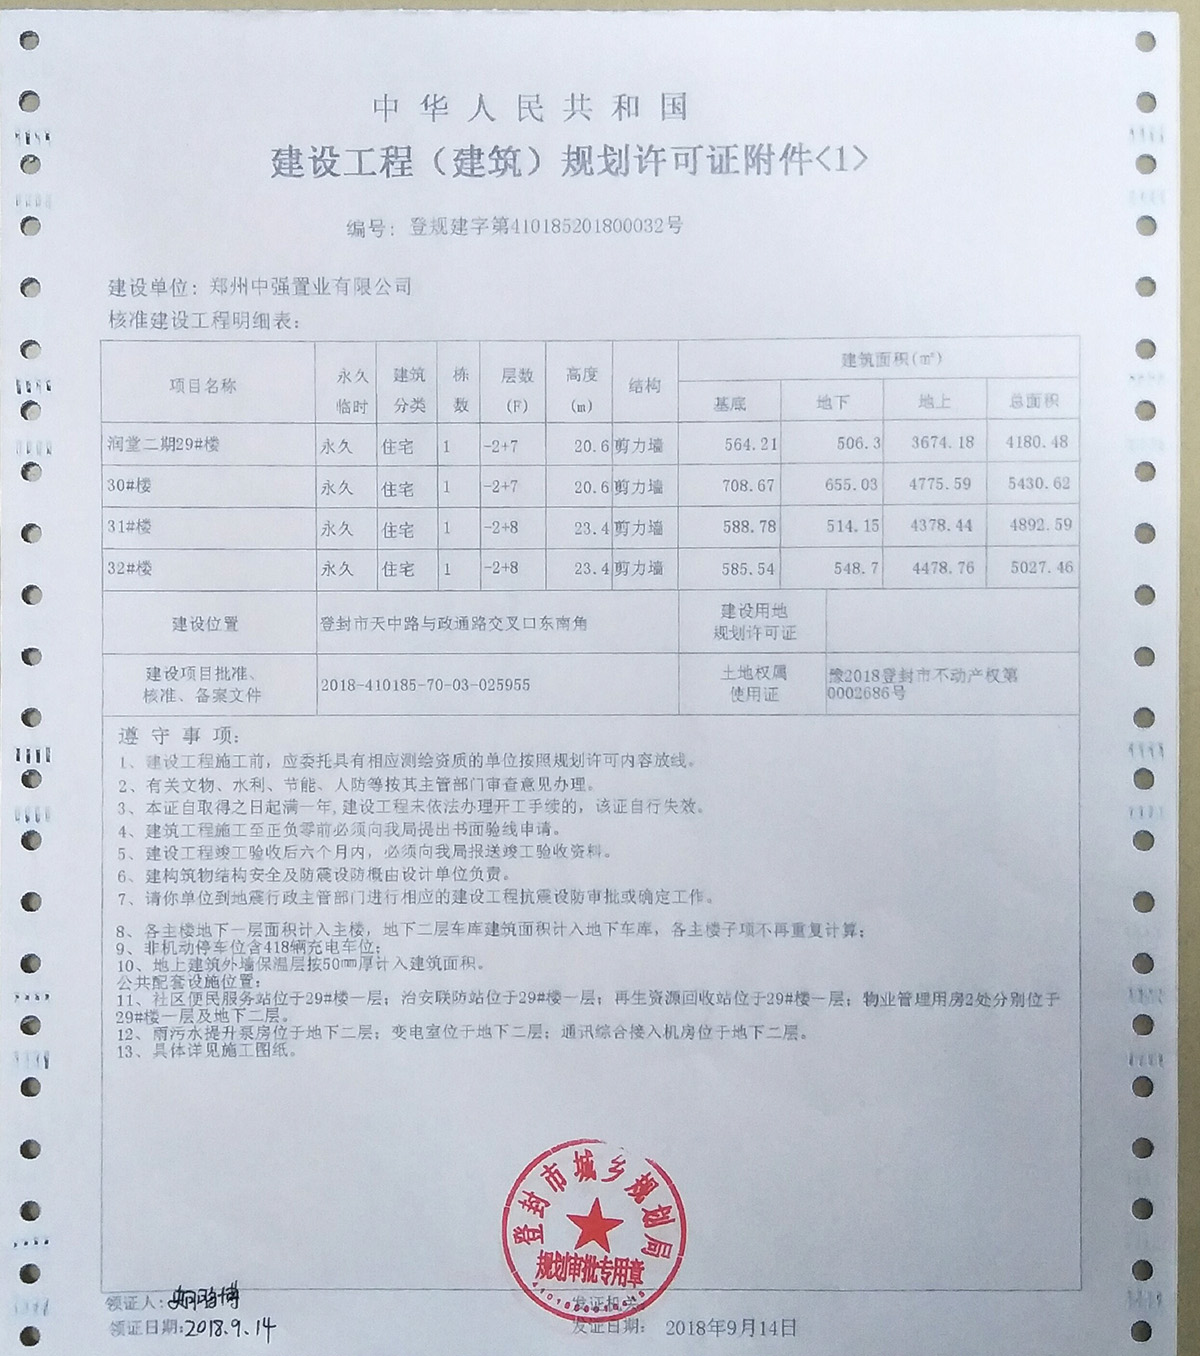 中华人民共和国
建设工程（建筑）规划许可证附件<1>
编号：登规建字第410185201800032号
建设单位：郑州中强置业有限公司
核准建设工程明细表：
项目名称 永久临时 建筑分类 栋数 层数(F) 高度(m) 结构 建筑面积(㎡)
基底 地下 地上 总面积
润堂二期29#楼 永久 住宅 1 -2+7 20.6 剪力墙 564.21 506.3 3674.18 4180.48
30#楼 永久 住宅 1 -2+7 20.6 剪力墙 708.67 655.03 4775.59 5430.62
31#楼 永久 住宅 1 -2+8 23.4 剪力墙 588.78 514.15 4378.44 4892.59
32#楼 永久 住宅 1 -2+8 23.4 剪力墙 585.54 548.7 4478.76 5027.46
建设位置 登封市天中路与政通路交叉口东南角 建设用地规划许可证
建设项目批准、核准、备案文件 2018-410185-70-03-025955 土地权属使用证 豫2018登封市不动产权第0002686号
遵守事项：
1、建设工程施工前，应委托具有相应测绘资质的单位按照规划许可内容放线。
2、有关文物、水利、节能、人防等按其主管部门审查意见办理。
3、本证自取得之日起满一年,建设工程未依法办理开工手续的，该证自行失效。
4、建筑工程施工至正负零前必须向我局提出书面验线申请。
5、建设工程竣工验收后六个月内，必须向我局报送竣工验收资料。
6、建构筑物结构安全及防震设防概由设计单位负责。
7、请你单位到地震行政主管部门进行相应的建设工程抗震设防审批或确定工作。
8、各主楼地下一层面积计入主楼，地下二层车库建筑面积计入地下车库，各主楼子项不再重复计算；
9、非机动停车位含418辆充电车位；
10、地上建筑外墙保温层按50mm厚计入建筑面积。
公共配套设施位置：
11、社区便民服务站位于29#楼一层；治安联防站位于29#楼一层；再生资源回收站位于29#楼一层；物业管理用房2处分别位于
29#楼一层及地下二层。
12、雨污水提升泵房位于地下二层；变电室位于地下二层；通讯综合接入机房位于地下二层。
13、具体详见施工图纸。
登封市城乡规划局
规划审批专用章
领证人：
发证机关：
领证日期:2018.9.14
发证日期： 2018年9月14日